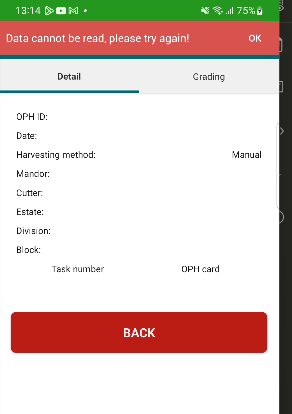 13:14 75%
Data cannot be read, please try again! OK
Detail Grading
OPH ID:
Date:
Harvesting method: Manual
Mandor:
Cutter:
Estate:
Division:
Block:
Task number OPH card
BACK